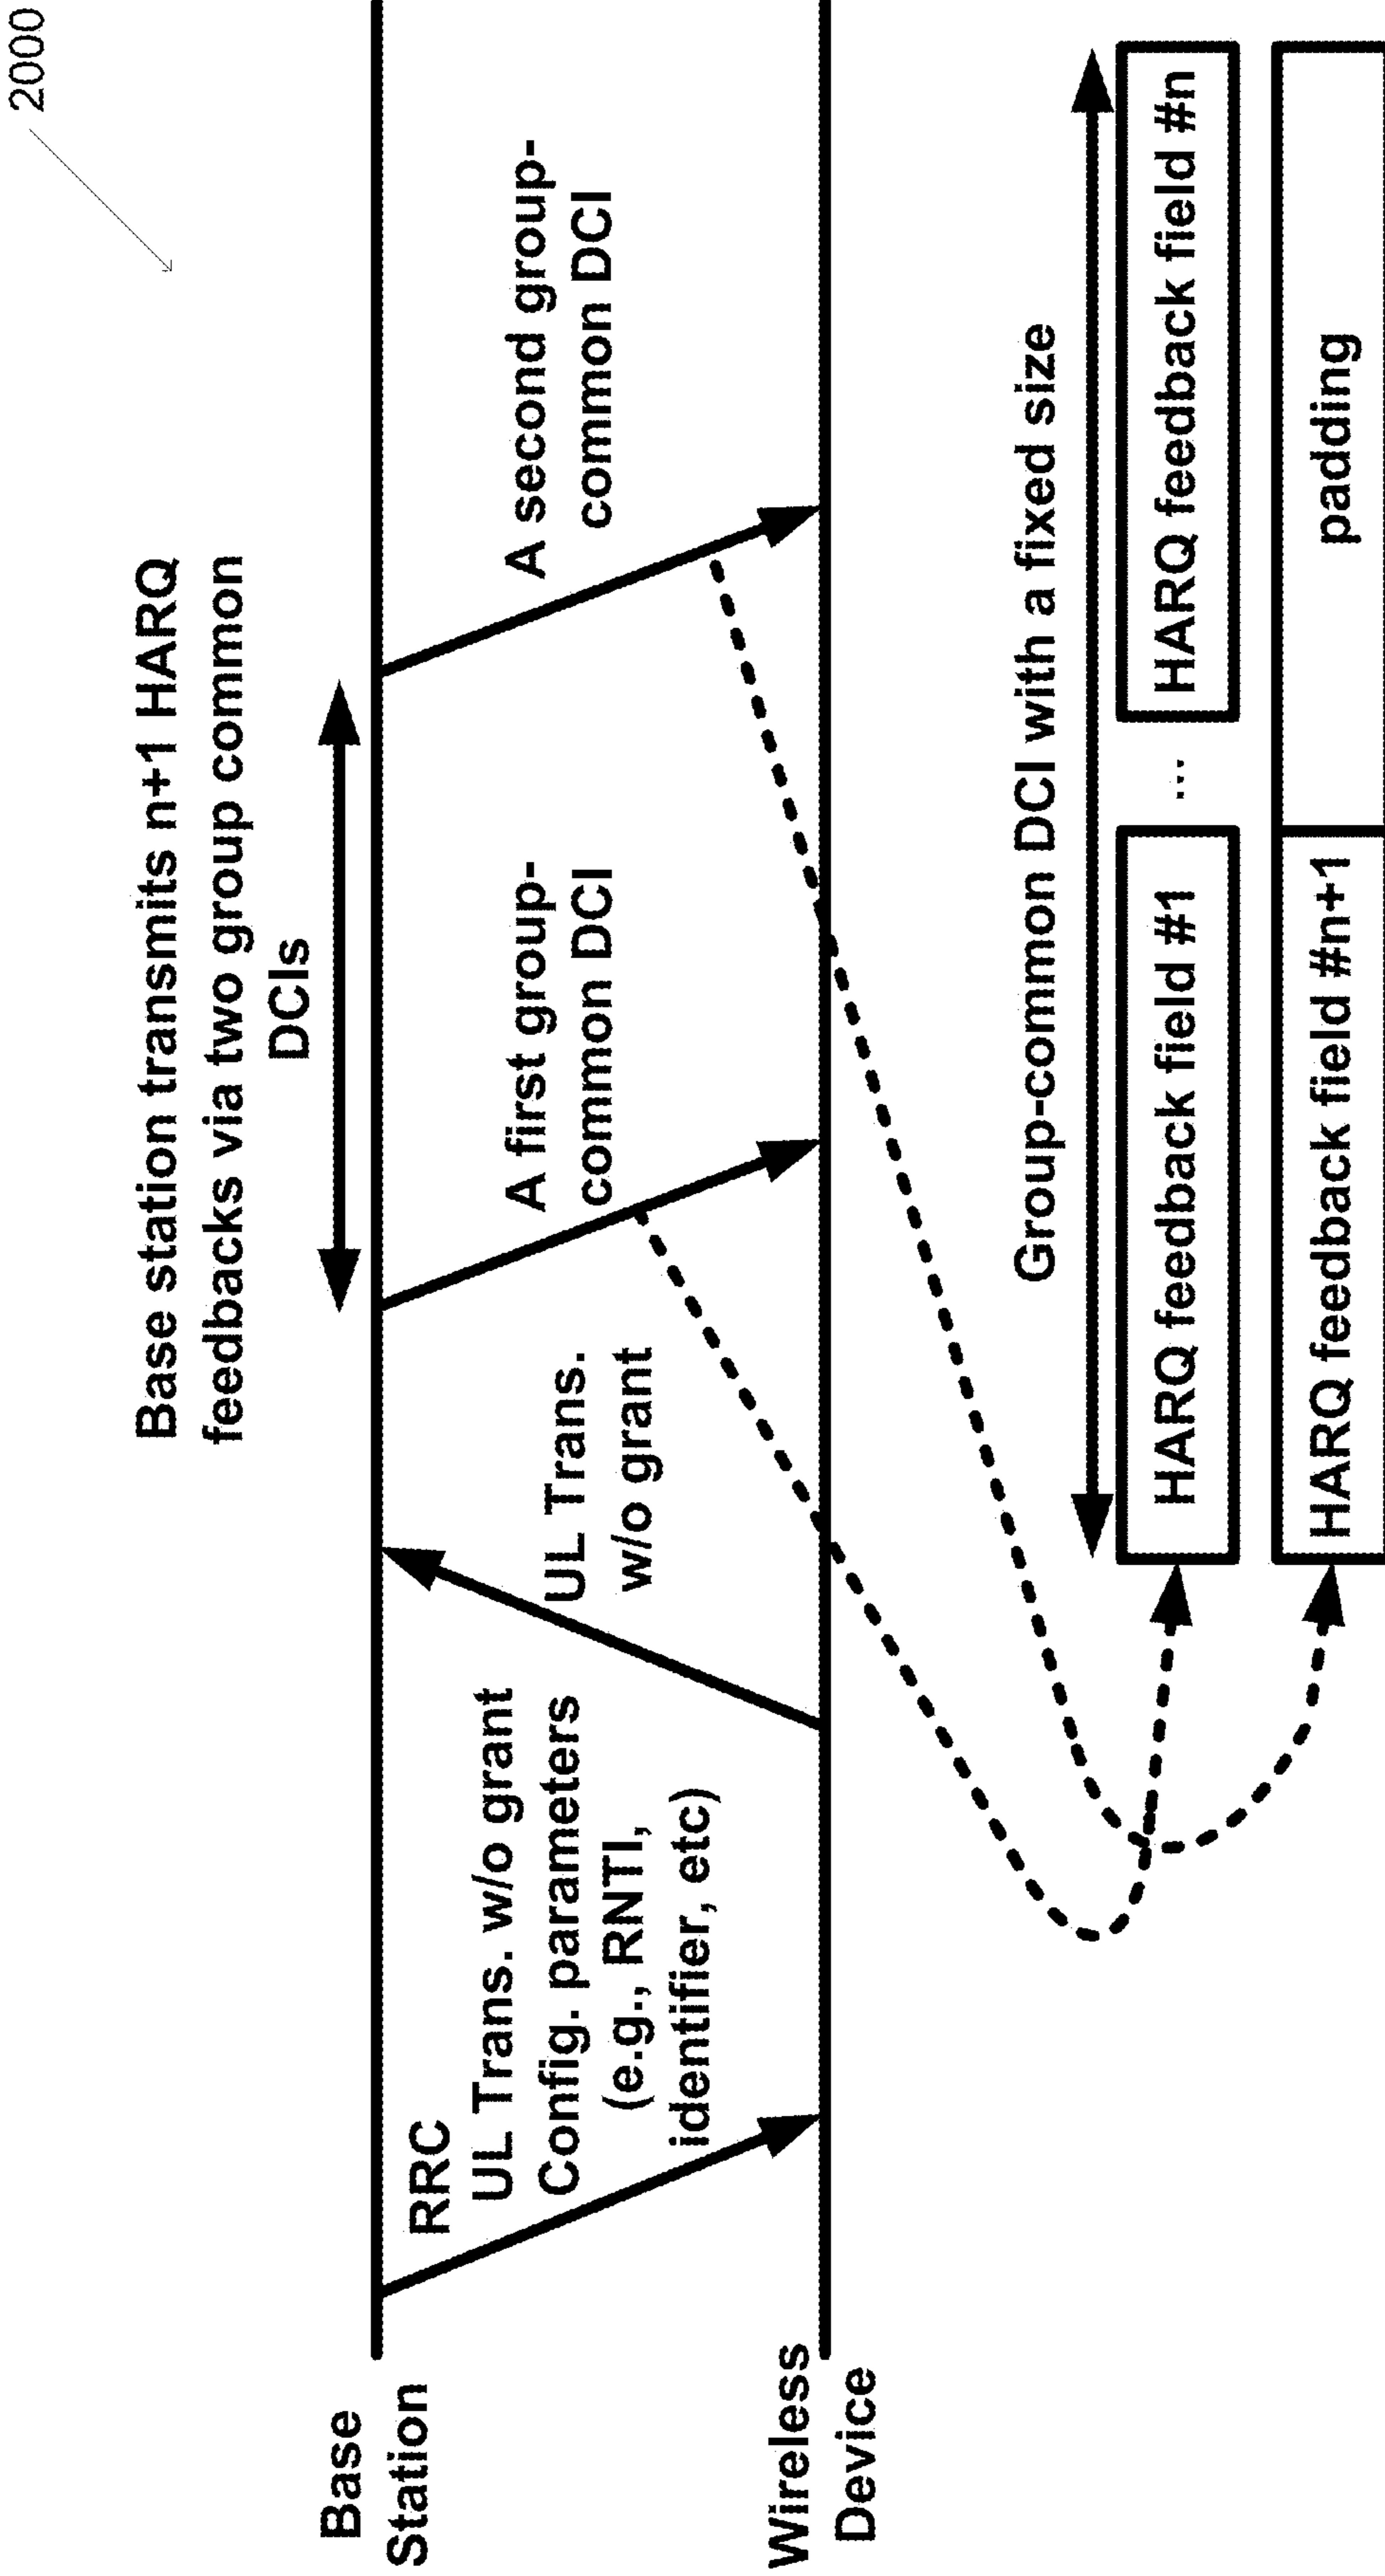 2000
Base station transmits n+1 HARQ
feedbacks via two group common
DCIs
Base
Station
RRC
UL Trans. w/o grant
Config. parameters
(e.g., RNTI,
identifier, etc)
UL Trans.
w/o grant
A first group-
common DCI
A second group-
common DCI
Wireless
Device
Group-common DCI with a fixed size
HARQ feedback field #1 ... HARQ feedback field #n
HARQ feedback field #n+1 padding